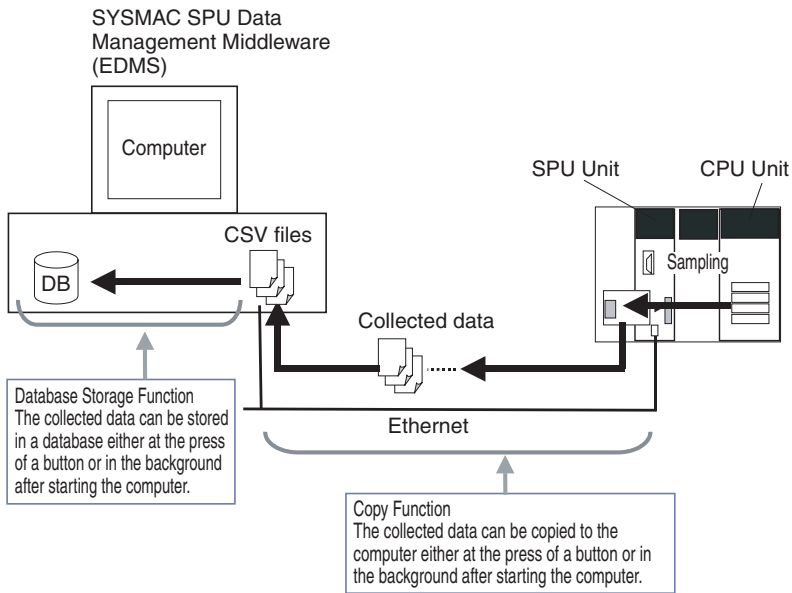 SYSMAC SPU Data
Management Middleware
(EDMS)
Computer
SPU Unit
CPU Unit
CSV files
Sampling
DB
Collected data
Ethernet
Database Storage Function
The collected data can be stored
in a database either at the press
of a button or in the background
after starting the computer.
Copy Function
The collected data can be copied to the
computer either at the press of a button or in
the background after starting the computer.